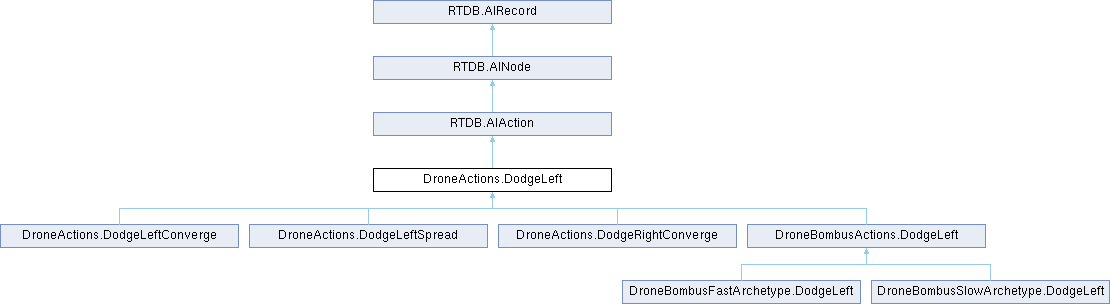 RTDB.AIRecord
RTDB.AINode
RTDB.AIAction
DroneActions.DodgeLeft
DroneActions.DodgeLeftConverge
DroneActions.DodgeLeftSpread
DroneActions.DodgeRightConverge
DroneBombusActions.DodgeLeft
DroneBombusFastArchetype.DodgeLeft
DroneBombusSlowArchetype.DodgeLeft